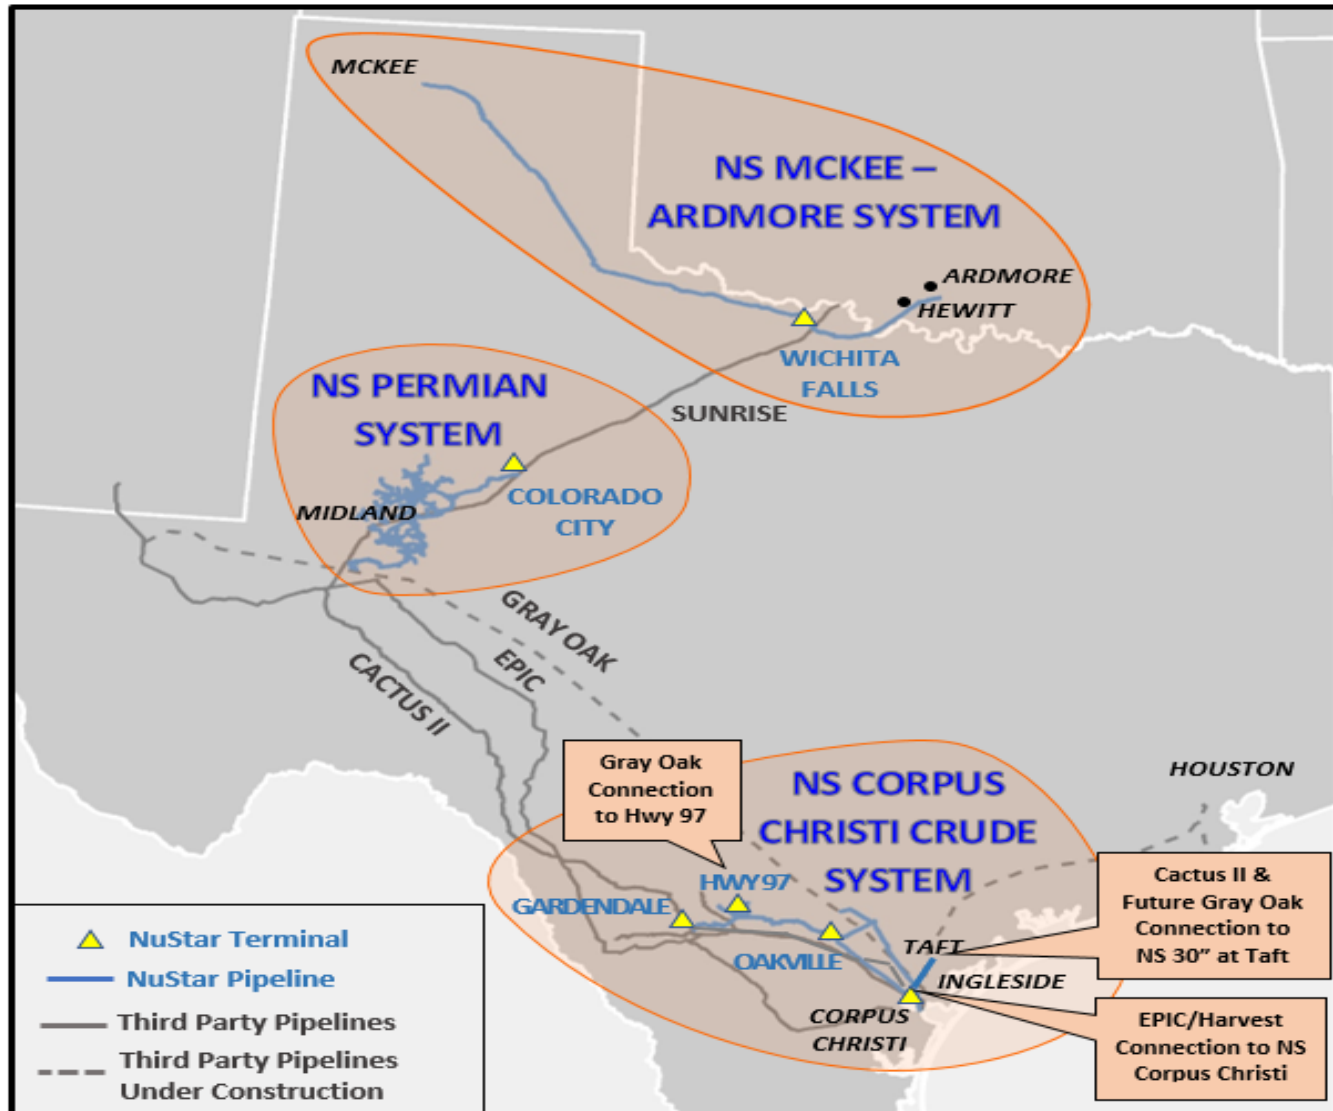 MCKEE
NS MCKEE –
ARDMORE SYSTEM
ARDMORE
HEWITT
WICHITA
FALLS
SUNRISE
NS PERMIAN
SYSTEM
COLORADO
CITY
MIDLAND
GRAY OAK
EPIC
CACTUS II
Gray Oak
Connection
to Hwy 97
NS CORPUS
CHRISTI CRUDE
SYSTEM
HOUSTON
HWY 97
GARDENDALE
OAKVILLE
TAFT
INGLESIDE
CORPUS
CHRISTI
Cactus II &
Future Gray Oak
Connection to
NS 30” at Taft
EPIC/Harvest
Connection to NS
Corpus Christi
NuStar Terminal
NuStar Pipeline
Third Party Pipelines
Third Party Pipelines
Under Construction